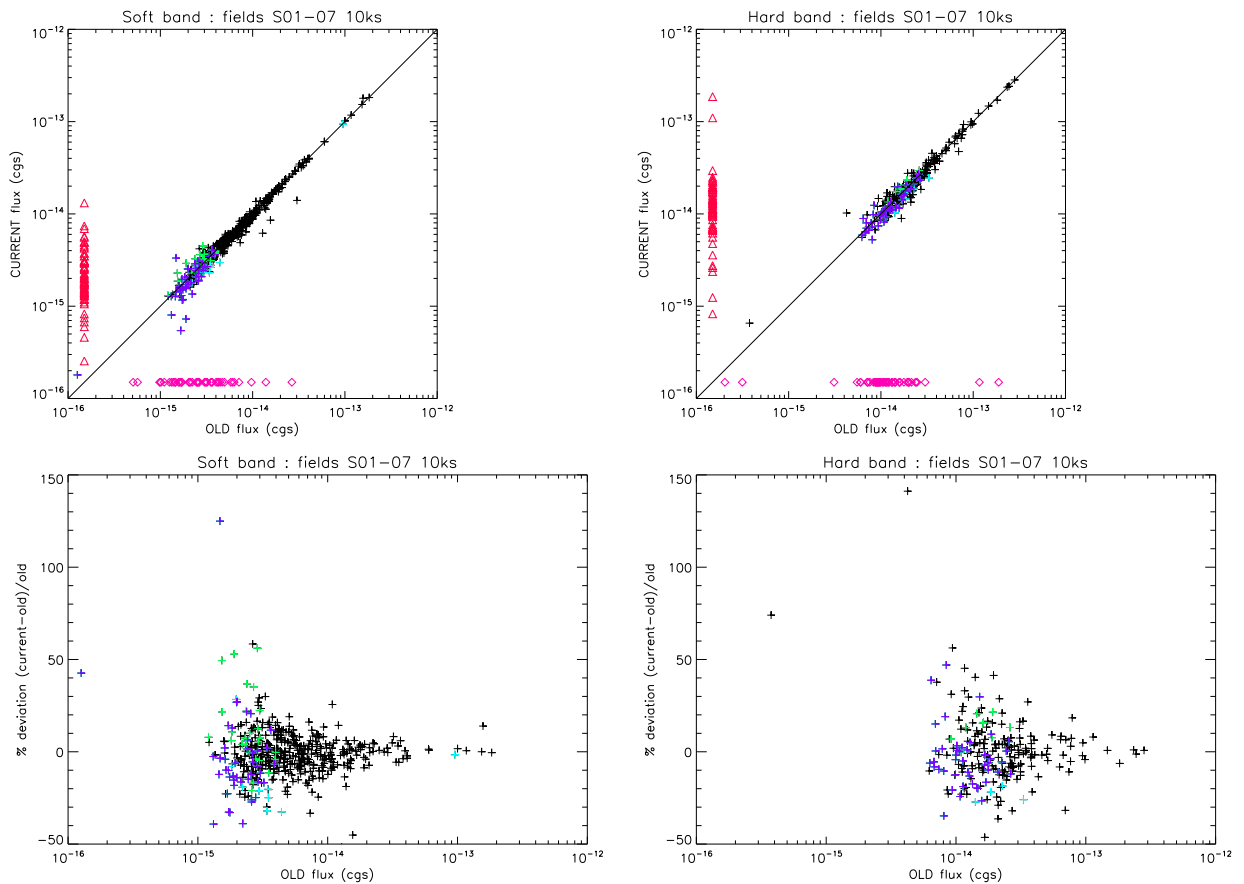 Soft band : fields S01-07 10ks
CURRENT flux (cgs)
10⁻¹²
10⁻¹³
10⁻¹⁴
10⁻¹⁵
10⁻¹⁶
10⁻¹⁶ 10⁻¹⁵ 10⁻¹⁴ 10⁻¹³ 10⁻¹²
OLD flux (cgs)
Hard band : fields S01-07 10ks
CURRENT flux (cgs)
10⁻¹²
10⁻¹³
10⁻¹⁴
10⁻¹⁵
10⁻¹⁶
10⁻¹⁶ 10⁻¹⁵ 10⁻¹⁴ 10⁻¹³ 10⁻¹²
OLD flux (cgs)
Soft band : fields S01-07 10ks
% deviation (current-old)/old
150
100
50
0
-50
10⁻¹⁶ 10⁻¹⁵ 10⁻¹⁴ 10⁻¹³ 10⁻¹²
OLD flux (cgs)
Hard band : fields S01-07 10ks
% deviation (current-old)/old
150
100
50
0
-50
10⁻¹⁶ 10⁻¹⁵ 10⁻¹⁴ 10⁻¹³ 10⁻¹²
OLD flux (cgs)